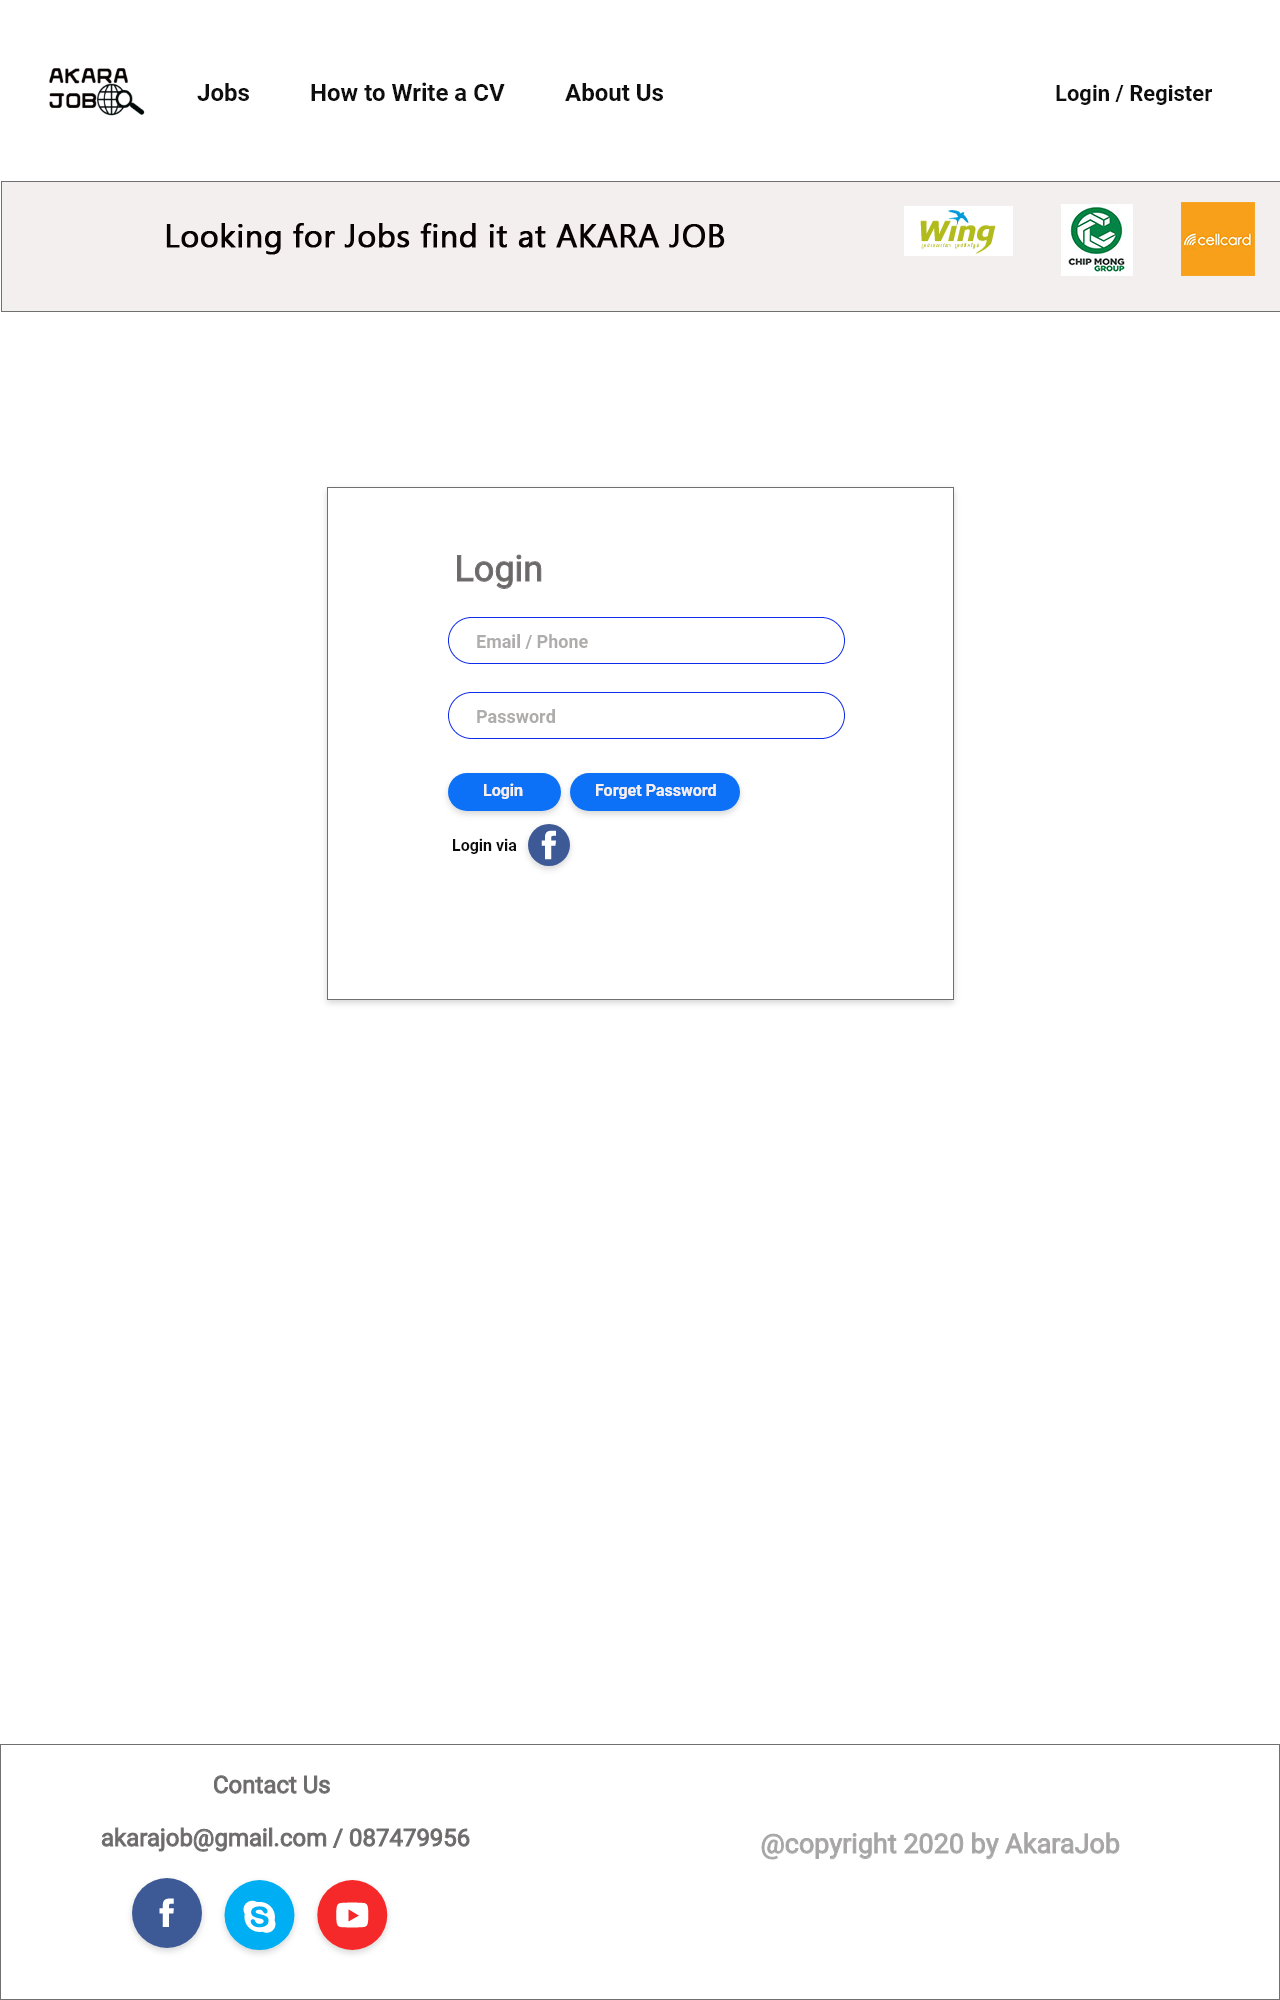 AKARA
JOB
Jobs
How to Write a CV
About Us
Login / Register
Looking for Jobs find it at AKARA JOB
Wing
CHIP MONG
GROUP
cellcard
Login
Email / Phone
Password
Login
Forget Password
Login via
Contact Us
akarajob@gmail.com / 087479956
@copyright 2020 by AkaraJob